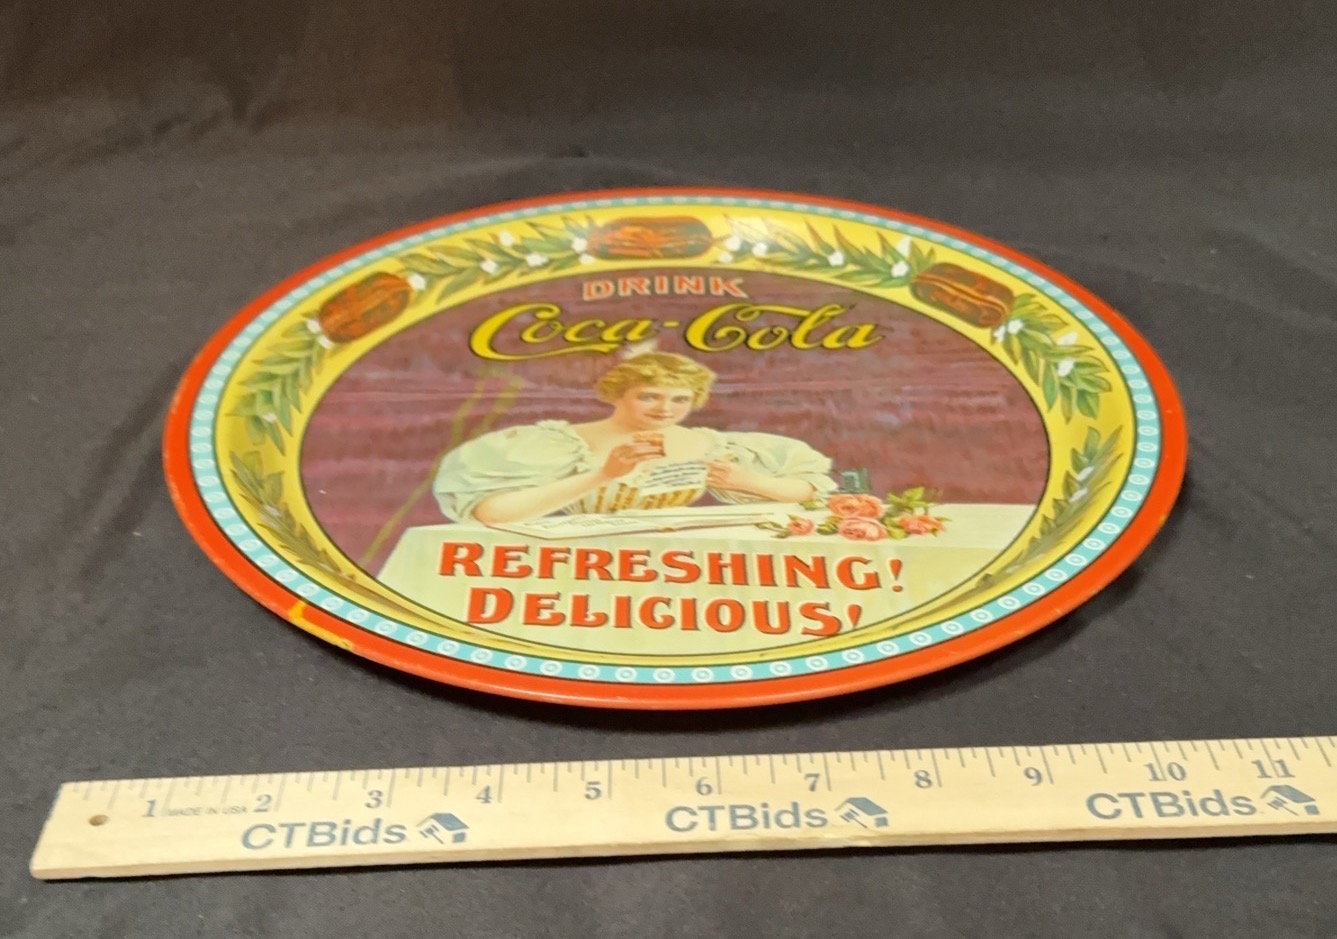 DRINK
Coca-Cola
REFRESHING!
DELICIOUS!
1 MADE IN USA 2 3 4 5 6 7 8 9 10 11
CTBids CTBids CTBids